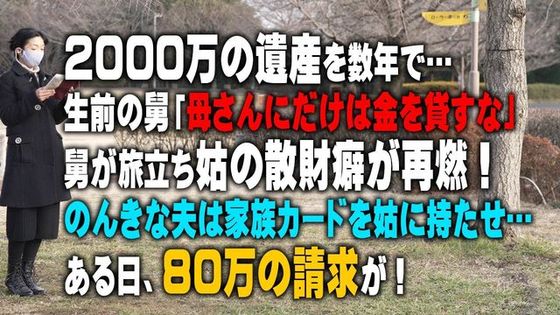 2000万の遺産を数年で…
生前の舅「母さんにだけは金を貸すな」
舅が旅立ち姑の散財癖が再燃！
のんきな夫は家族カードを姑に持たせ…
ある日、80万の請求が！